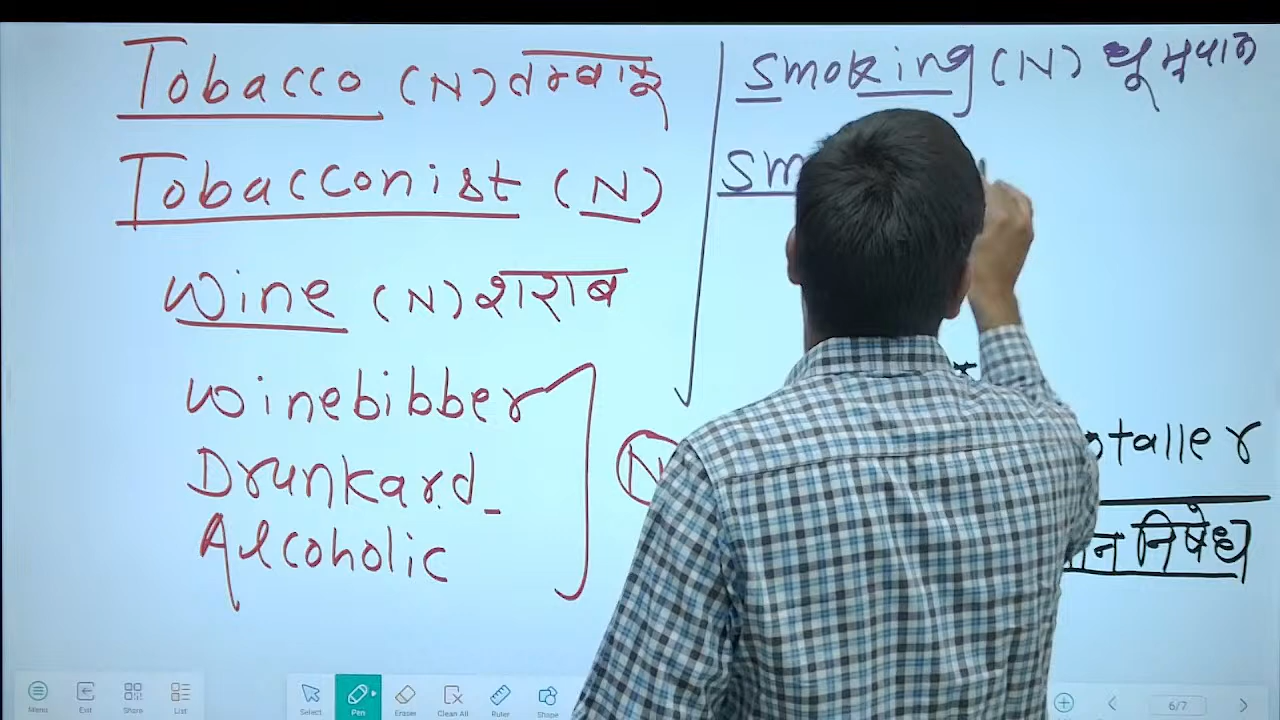 Tobacco (N) तम्बाकू
Tobacconist (N)
Wine (N) शराब
Winebibber
Drunkard
Alcoholic
N
Smoking (N) धूम्रपान
Sm
otaller
पान निषेध
Menu
Exit
Share
List
Select
Pen
Eraser
Clean All
Ruler
Shape
6/7